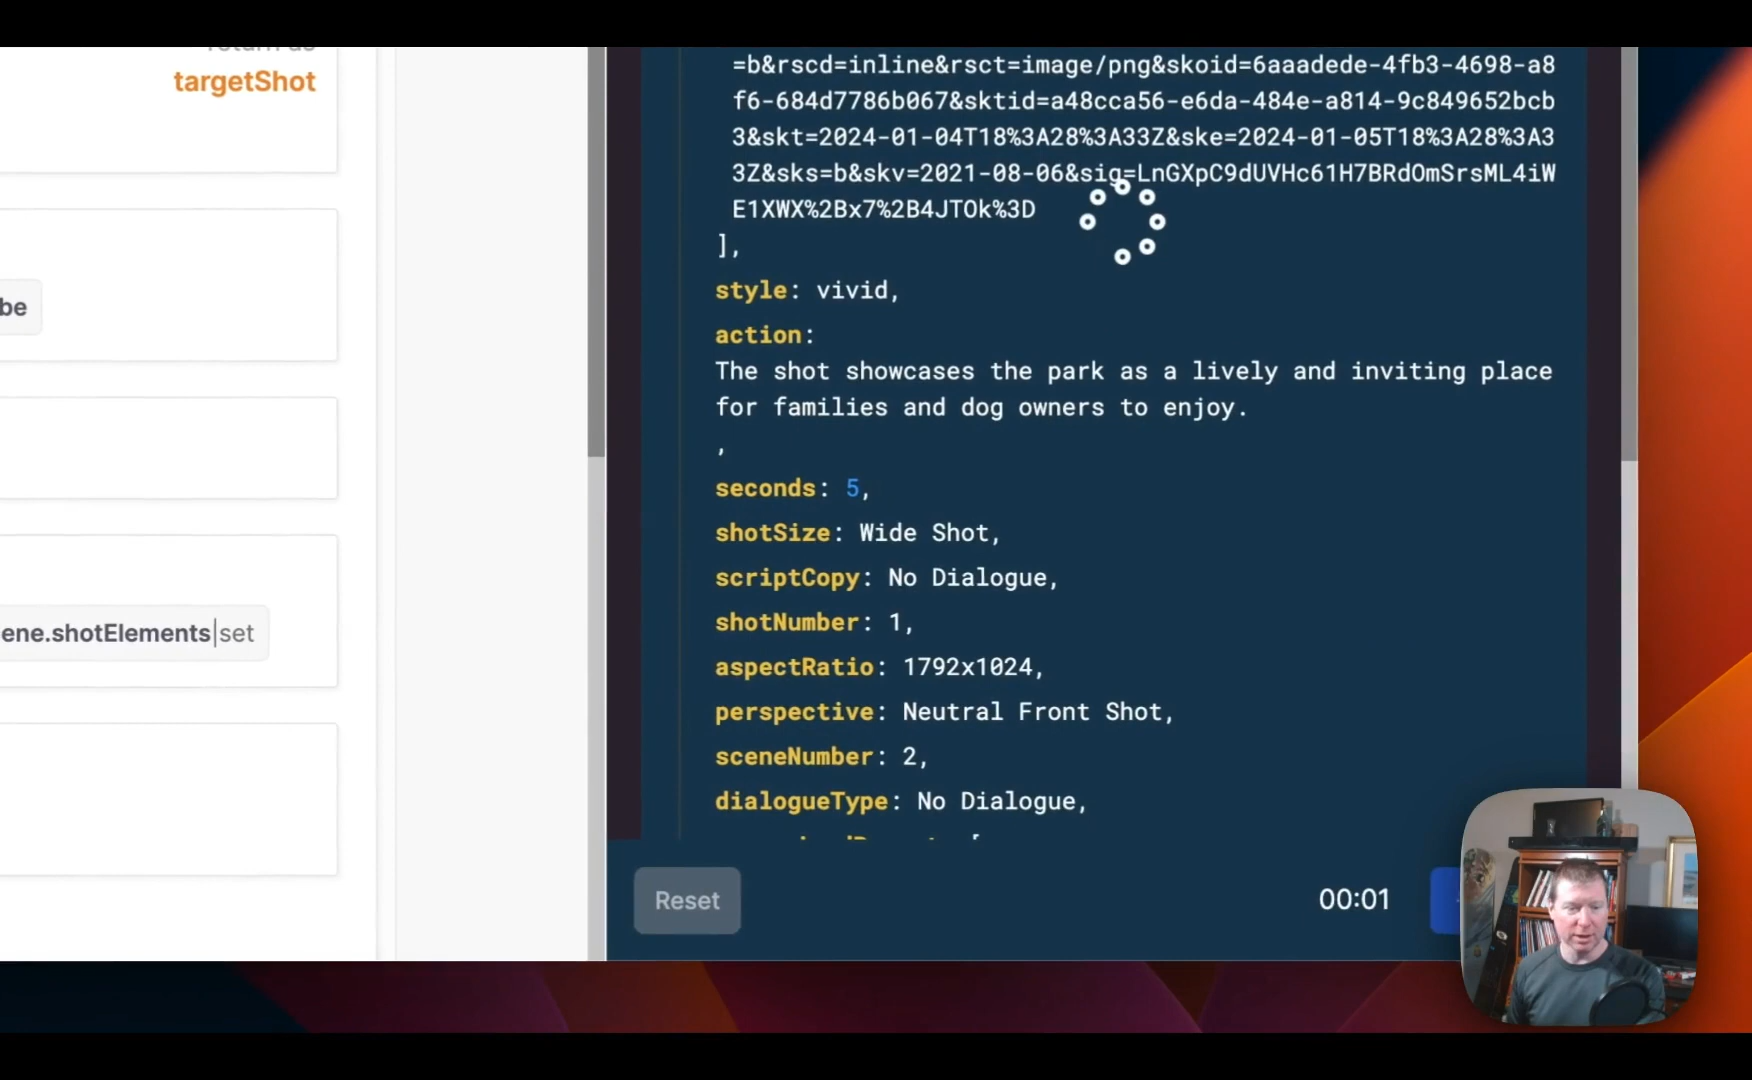 targetShot
be
ene.shotElements|set
=b&rscd=inline&rsct=image/png&skoid=6aaadede-4fb3-4698-a8
f6-684d7786b067&sktid=a48cca56-e6da-484e-a814-9c849652bcb
3&skt=2024-01-04T18%3A28%3A33Z&ske=2024-01-05T18%3A28%3A3
3Z&sks=b&skv=2021-08-06&sig=LnGXpC9dUVHc61H7BRdOmSrsML4iW
E1XWX%2Bx7%2B4JTOk%3D
],
style: vivid,
action:
The shot showcases the park as a lively and inviting place
for families and dog owners to enjoy.
,
seconds: 5,
shotSize: Wide Shot,
scriptCopy: No Dialogue,
shotNumber: 1,
aspectRatio: 1792x1024,
perspective: Neutral Front Shot,
sceneNumber: 2,
dialogueType: No Dialogue,
Reset
00:01